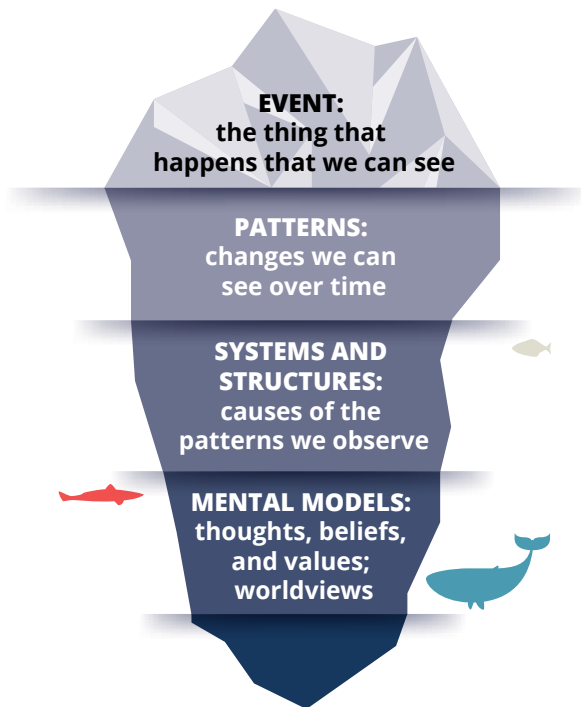 EVENT:
the thing that
happens that we can see
PATTERNS:
changes we can
see over time
SYSTEMS AND
STRUCTURES:
causes of the
patterns we observe
MENTAL MODELS:
thoughts, beliefs,
and values;
worldviews